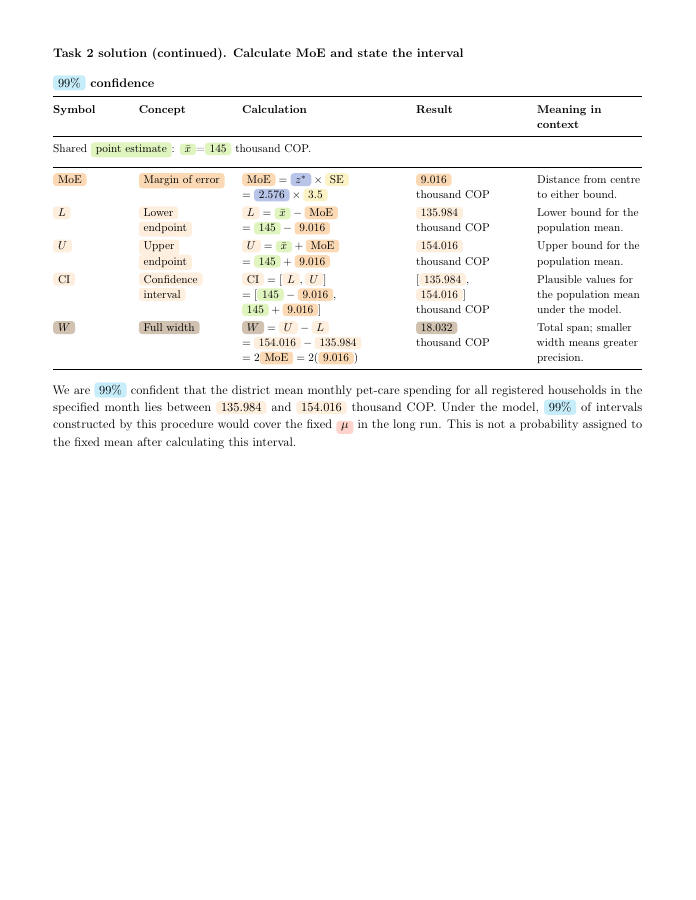 Task 2 solution (continued). Calculate MoE and state the interval
99% confidence
Symbol Concept Calculation Result Meaning in context
Shared point estimate: x̄ = 145 thousand COP.
MoE Margin of error MoE = z* × SE 9.016 Distance from centre
= 2.576 × 3.5 thousand COP to either bound.
L Lower L = x̄ − MoE 135.984 Lower bound for the
endpoint = 145 − 9.016 thousand COP population mean.
U Upper U = x̄ + MoE 154.016 Upper bound for the
endpoint = 145 + 9.016 thousand COP population mean.
CI Confidence CI = [ L , U ] [ 135.984 , Plausible values for
interval = [ 145 − 9.016 , 154.016 ] the population mean
145 + 9.016 ] thousand COP under the model.
W Full width W = U − L 18.032 Total span; smaller
= 154.016 − 135.984 thousand COP width means greater
= 2 MoE = 2( 9.016 ) precision.
We are 99% confident that the district mean monthly pet-care spending for all registered households in the
specified month lies between 135.984 and 154.016 thousand COP. Under the model, 99% of intervals
constructed by this procedure would cover the fixed μ in the long run. This is not a probability assigned to
the fixed mean after calculating this interval.